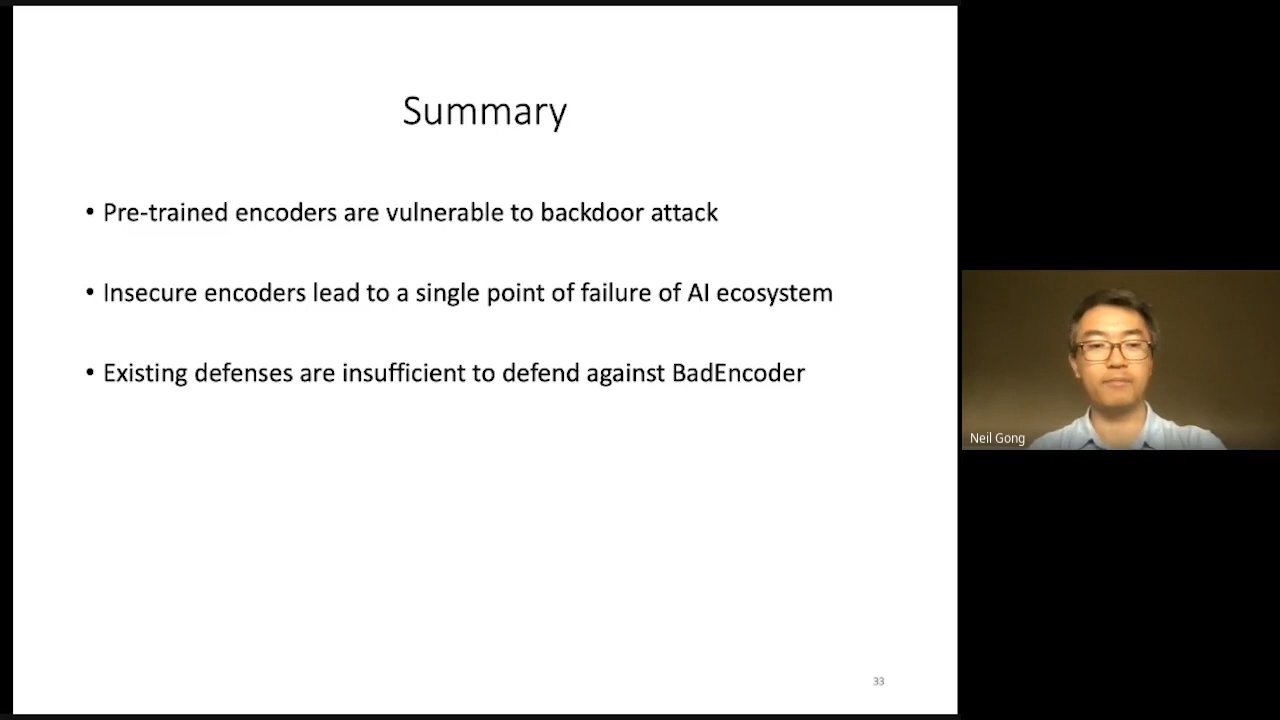 Summary
• Pre-trained encoders are vulnerable to backdoor attack
• Insecure encoders lead to a single point of failure of AI ecosystem
• Existing defenses are insufficient to defend against BadEncoder
33
Neil Gong